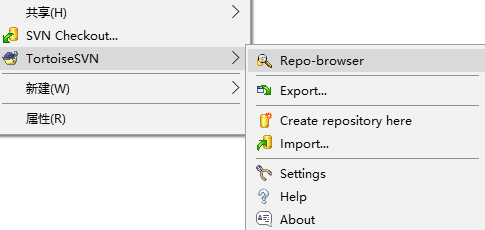 共享(H)
SVN Checkout...
TortoiseSVN
新建(W)
属性(R)
Repo-browser
Export...
Create repository here
Import...
Settings
Help
About